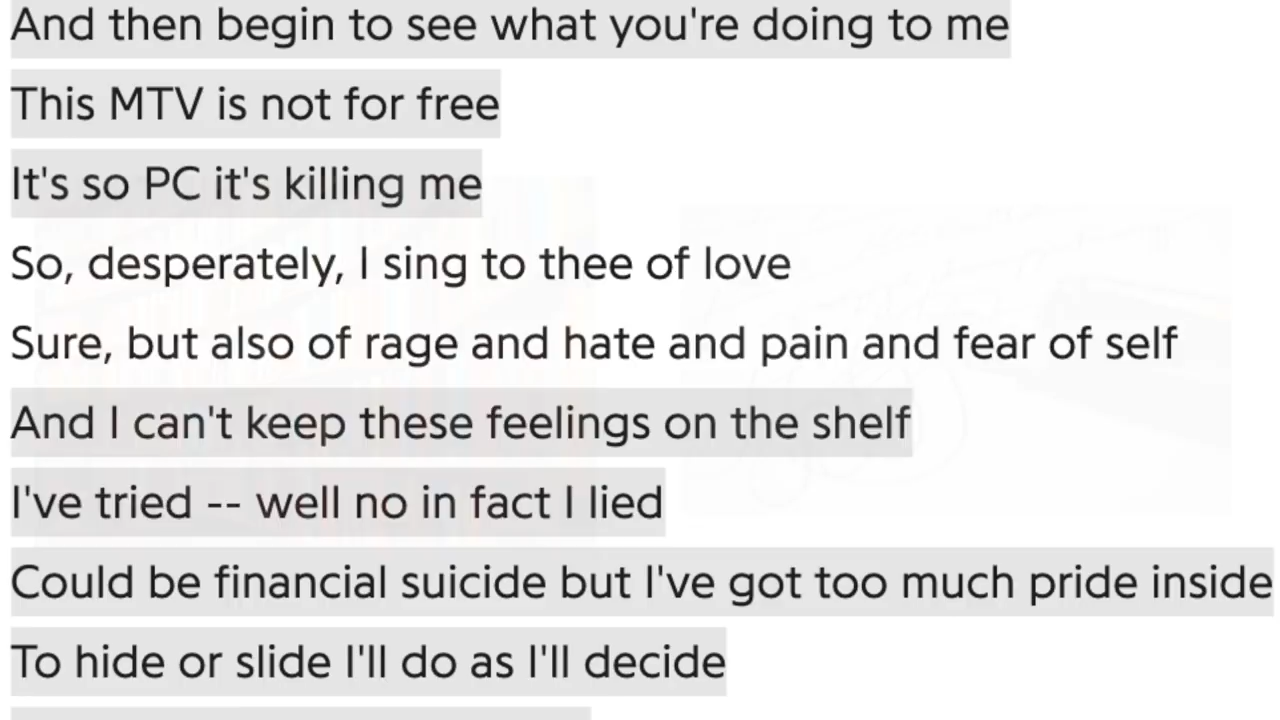 And then begin to see what you're doing to me
This MTV is not for free
It's so PC it's killing me
So, desperately, I sing to thee of love
Sure, but also of rage and hate and pain and fear of self
And I can't keep these feelings on the shelf
I've tried -- well no in fact I lied
Could be financial suicide but I've got too much pride inside
To hide or slide I'll do as I'll decide